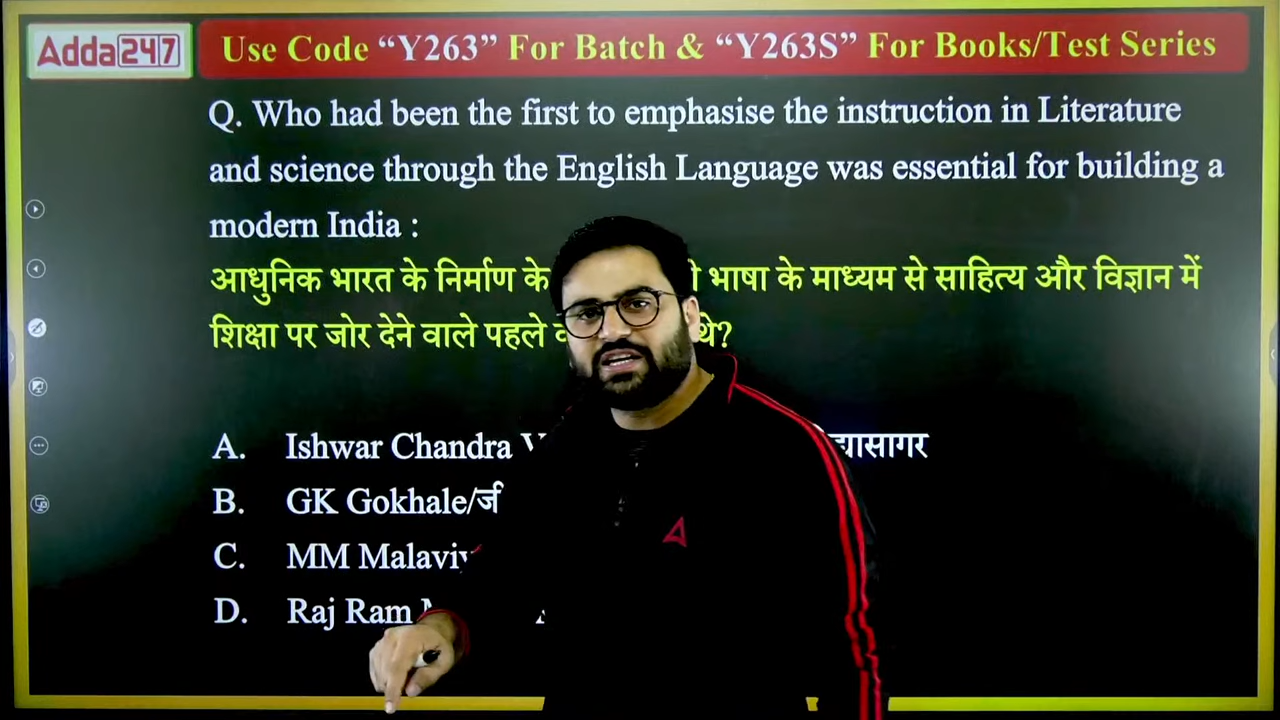 Adda247
Use Code “Y263” For Batch & “Y263S” For Books/Test Series
Q. Who had been the first to emphasise the instruction in Literature
and science through the English Language was essential for building a
modern India :
आधुनिक भारत के निर्माण के भाषा के माध्यम से साहित्य और विज्ञान में
शिक्षा पर जोर देने वाले पहले थे?
A. Ishwar Chandra
B. GK Gokhale/
C. MM
D. Raj Ram